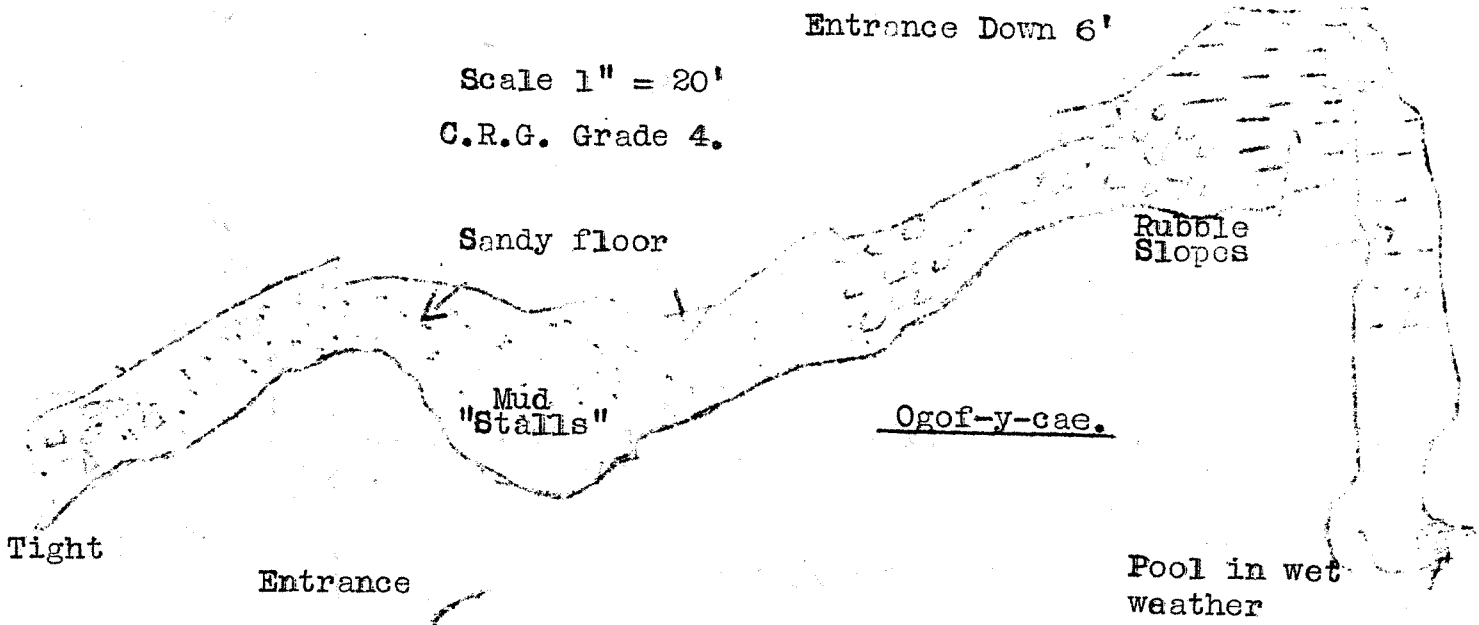 Entrance Down 6'
Scale 1" = 20'
C.R.G. Grade 4.
Sandy floor
Rubble
Slopes
Mud
"Stalls"
Ogof-y-cae.
Tight
Entrance
Pool in wet
weather